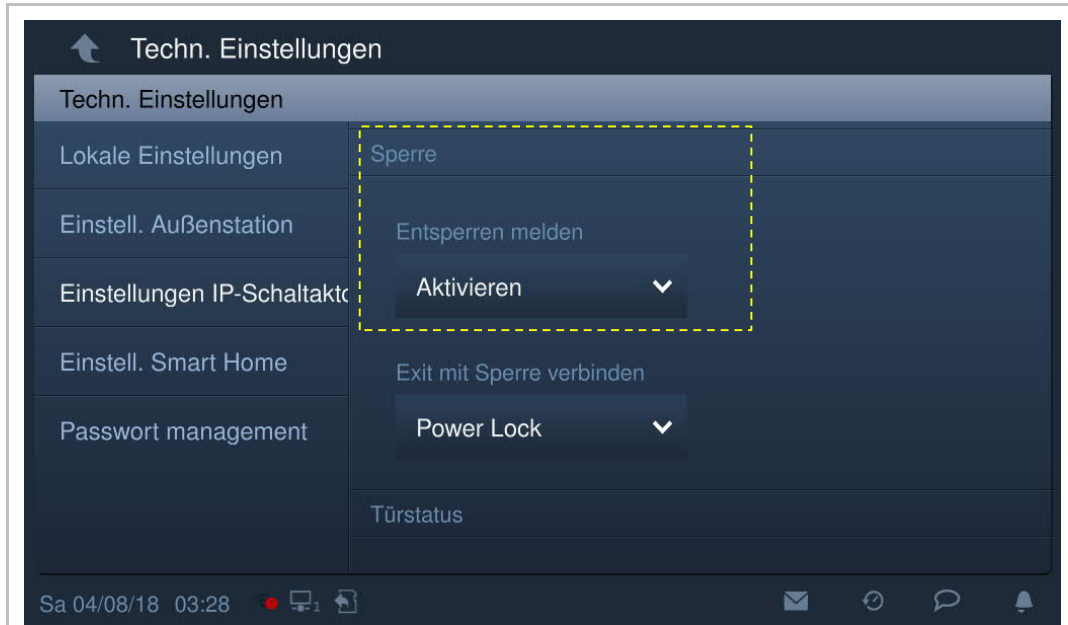 Techn. Einstellungen
Techn. Einstellungen
Lokale Einstellungen
Einstell. Außenstation
Einstellungen IP-Schaltakto
Einstell. Smart Home
Passwort management
Sperre
Entsperren melden
Aktivieren
Exit mit Sperre verbinden
Power Lock
Türstatus
Sa 04/08/18 03:28
1